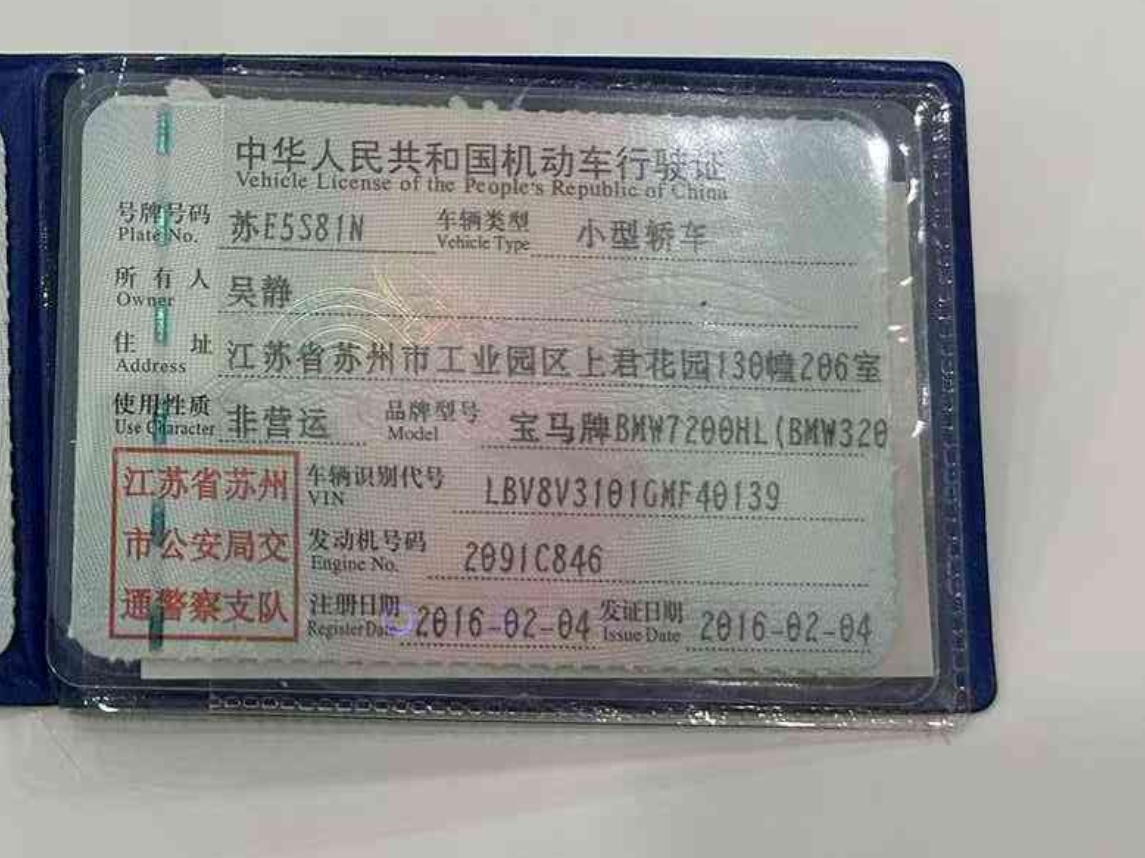 中华人民共和国机动车行驶证
Vehicle License of the People's Republic of China
号牌号码 苏E5S81N 车辆类型 小型轿车
Plate No. Vehicle Type
所有人 吴静
Owner
住址 江苏省苏州市工业园区上君花园130幢206室
Address
使用性质 非营运 品牌型号 宝马牌BMW7200HL(BMW320
Use Character Model
江苏省苏州 车辆识别代号 LBV8V3101GMF40139
VIN
市公安局交 发动机号码 2091C846
Engine No.
通警察支队 注册日期 2016-02-04 发证日期 2016-02-04
Register Date Issue Date